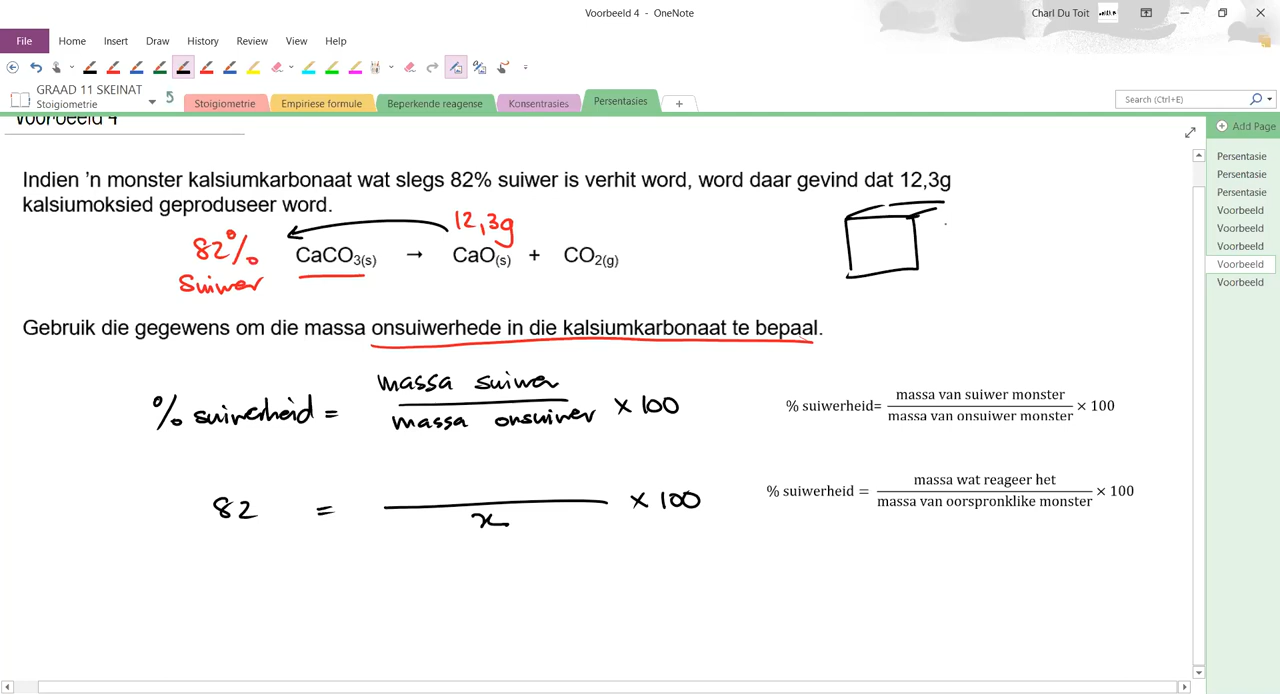 Voorbeeld 4 - OneNote
Charl Du Toit
File Home Insert Draw History Review View Help
GRAAD 11 SKEINAT
Stoigiometrie
Stoigiometrie Empiriese formule Beperkende reagense Konsentrasies Persentasies +
Search (Ctrl+E)
Voorbeeld 4
Add Page
Persentasie
Persentasie
Persentasie
Voorbeeld
Voorbeeld
Voorbeeld
Voorbeeld
Voorbeeld
Indien 'n monster kalsiumkarbonaat wat slegs 82% suiwer is verhit word, word daar gevind dat 12,3g
kalsiumoksied geproduseer word.
12,3g
82%
suiwer
CaCO3(s) → CaO(s) + CO2(g)
Gebruik die gegewens om die massa onsuiwerhede in die kalsiumkarbonaat te bepaal.
% suiwerheid = massa suiwer / massa onsuiwer × 100
% suiwerheid= massa van suiwer monster / massa van onsuiwer monster × 100
82 = / x × 100
% suiwerheid = massa wat reageer het / massa van oorspronklike monster × 100